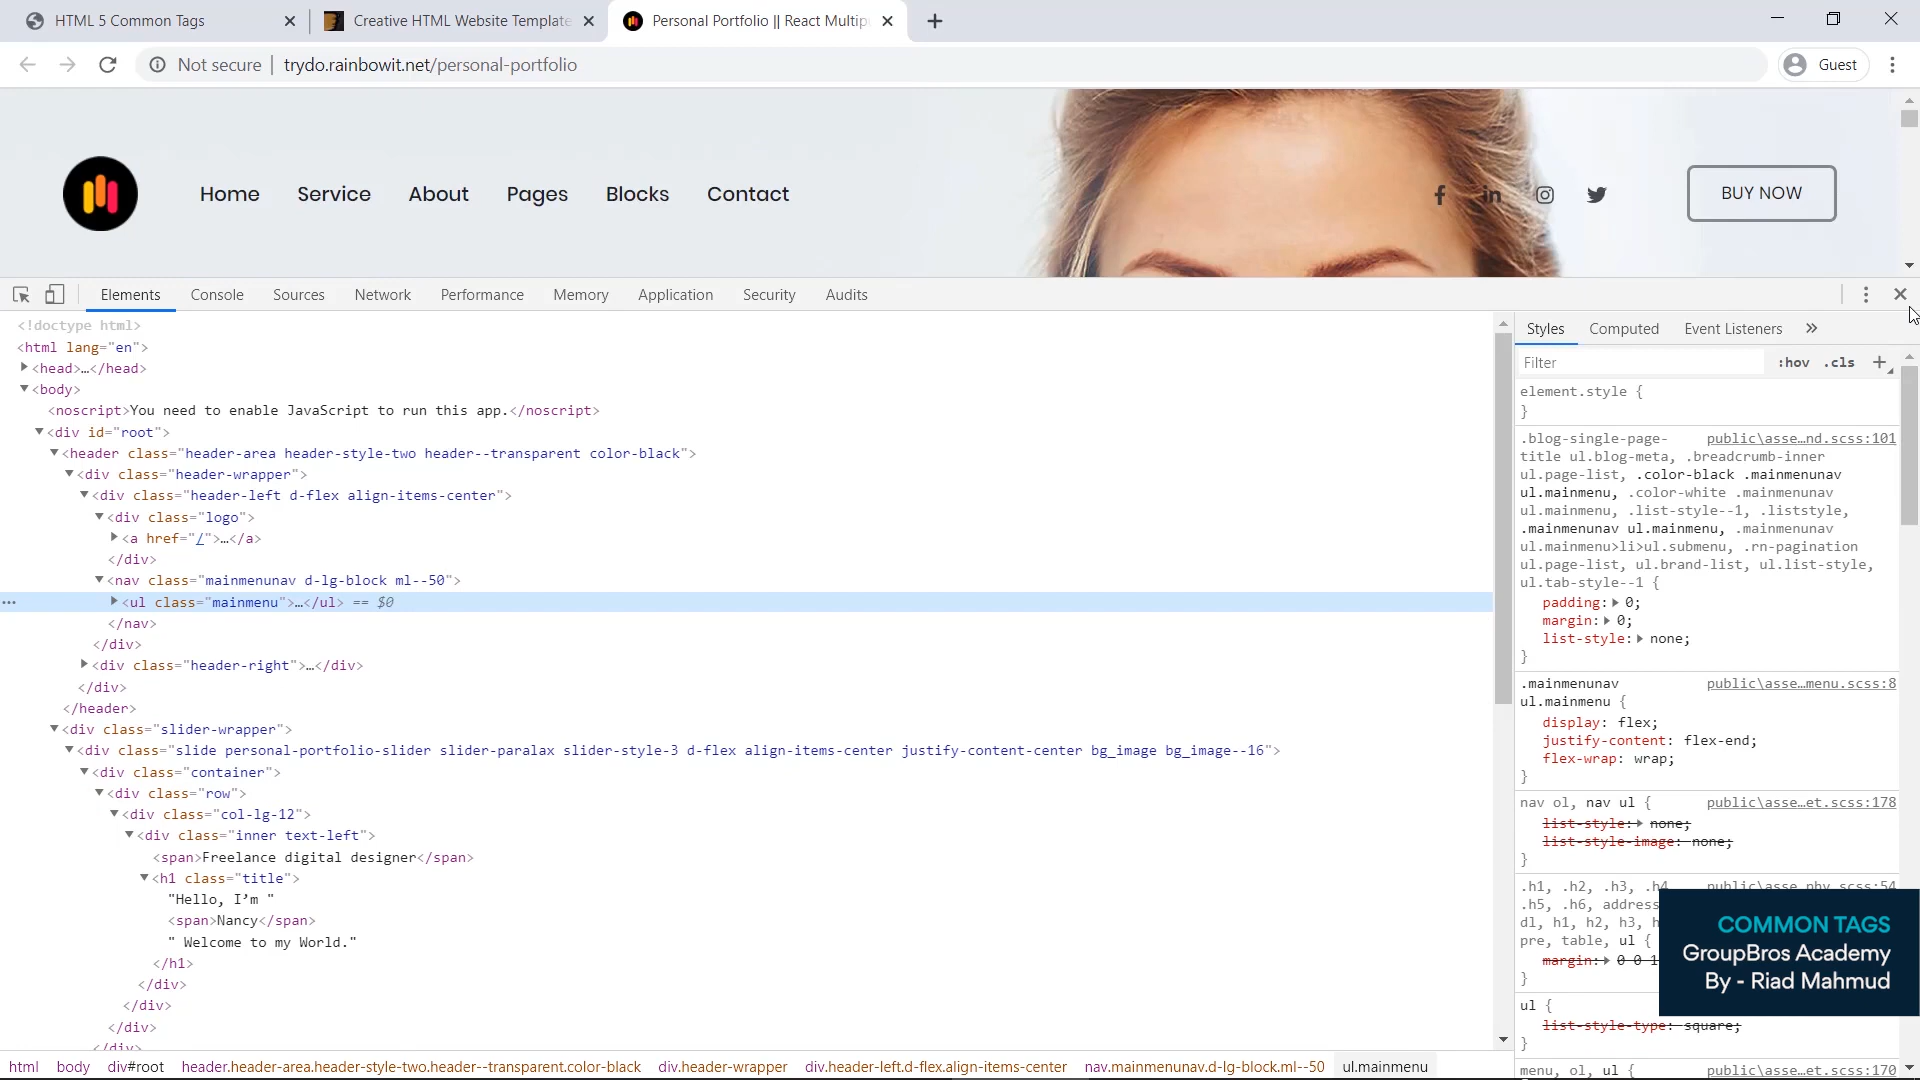 HTML 5 Common Tags
Creative HTML Website Template
Personal Portfolio || React Multip
Not secure | trydo.rainbowit.net/personal-portfolio
Guest
Home Service About Pages Blocks Contact
BUY NOW
Elements Console Sources Network Performance Memory Application Security Audits
<!doctype html>
<html lang="en">
<head>…</head>
<body>
<noscript>You need to enable JavaScript to run this app.</noscript>
<div id="root">
<header class="header-area header-style-two header--transparent color-black">
<div class="header-wrapper">
<div class="header-left d-flex align-items-center">
<div class="logo">
<a href="/">…</a>
</div>
<nav class="mainmenunav d-lg-block ml--50">
<ul class="mainmenu">…</ul> == $0
</nav>
</div>
<div class="header-right">…</div>
</div>
</header>
<div class="slider-wrapper">
<div class="slide personal-portfolio-slider slider-paralax slider-style-3 d-flex align-items-center justify-content-center bg_image bg_image--16">
<div class="container">
<div class="row">
<div class="col-lg-12">
<div class="inner text-left">
<span>Freelance digital designer</span>
<h1 class="title">
"Hello, I’m "
<span>Nancy</span>
" Welcome to my World."
</h1>
</div>
</div>
</div>
</div>
html body div#root header.header-area.header-style-two.header--transparent.color-black div.header-wrapper div.header-left.d-flex.align-items-center nav.mainmenunav.d-lg-block.ml--50 ul.mainmenu
Styles Computed Event Listeners »
Filter :hov .cls +
element.style {
}
.blog-single-page- public\asse…nd.scss:101
title ul.blog-meta, .breadcrumb-inner
ul.page-list, .color-black .mainmenunav
ul.mainmenu, .color-white .mainmenunav
ul.mainmenu, .list-style--1, .liststyle,
.mainmenunav ul.mainmenu, .mainmenunav
ul.mainmenu>li>ul.submenu, .rn-pagination
ul.page-list, ul.brand-list, ul.list-style,
ul.tab-style--1 {
padding: 0;
margin: 0;
list-style: none;
}
.mainmenunav public\asse…menu.scss:8
ul.mainmenu {
display: flex;
justify-content: flex-end;
flex-wrap: wrap;
}
nav ol, nav ul { public\asse…et.scss:178
list-style: none;
list-style-image: none;
}
.h1, .h2, .h3, .h4
.h5, .h6, address
dl, h1, h2, h3, h
pre, table, ul {
margin: 0 0 1
}
ul {
list-style-type: square;
}
menu, ol, ul { public\asse…et.scss:170
COMMON TAGS
GroupBros Academy
By - Riad Mahmud